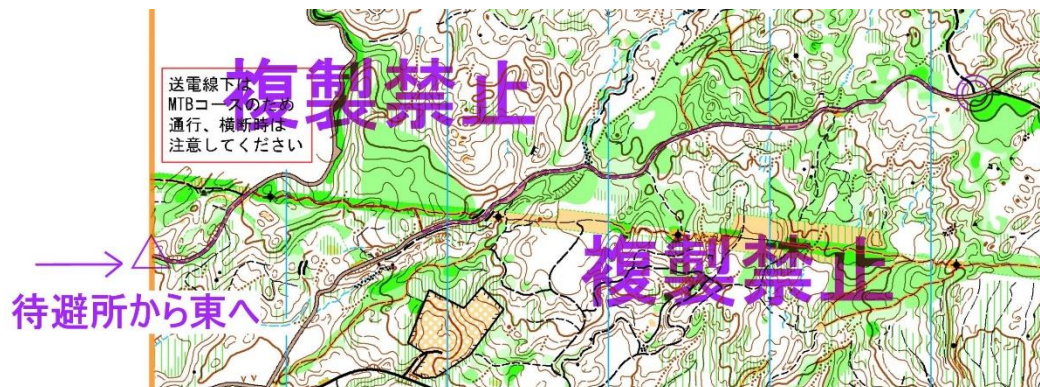 複製禁止
送電線下は
MTBコースのため
通行、横断時は
注意してください
複製禁止
待避所から東へ